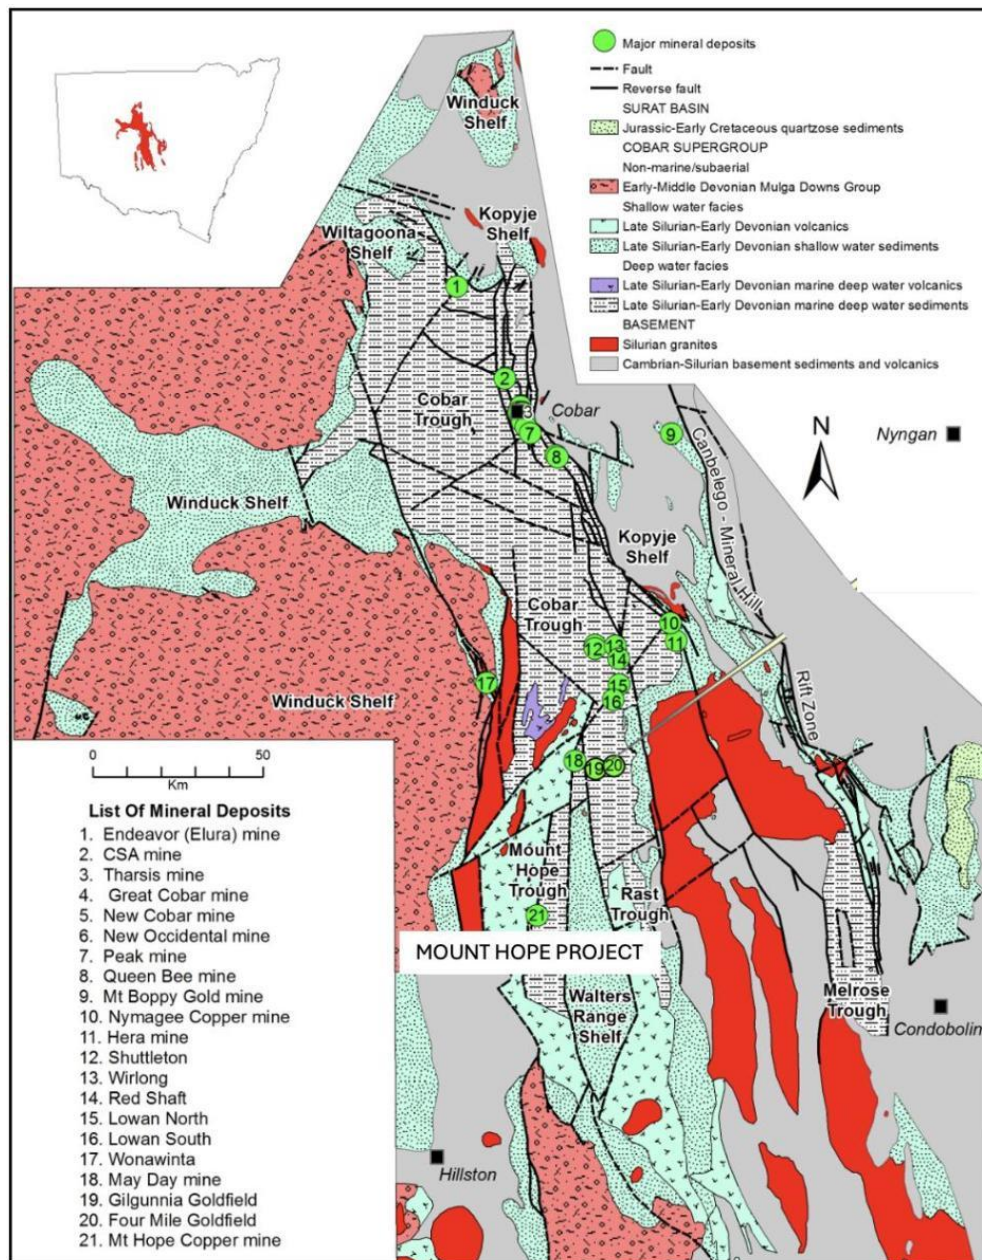 Major mineral deposits
Fault
Reverse fault
SURAT BASIN
Jurassic-Early Cretaceous quartzose sediments
COBAR SUPERGROUP
Non-marine/subaerial
Early-Middle Devonian Mulga Downs Group
Shallow water facies
Late Silurian-Early Devonian volcanics
Late Silurian-Early Devonian shallow water sediments
Deep water facies
Late Silurian-Early Devonian marine deep water volcanics
Late Silurian-Early Devonian marine deep water sediments
BASEMENT
Silurian granites
Cambrian-Silurian basement sediments and volcanics
Winduck
Shelf
Kopyje
Shelf
Wiltagoona
Shelf
1
2
Cobar
Trough
3
Cobar
7
8
9
Nyngan
N
Canbelego - Mineral Hill
Rift Zone
Winduck Shelf
Kopyje
Shelf
Cobar
Trough
10
11
12
13
14
15
16
17
Winduck Shelf
18
19
20
Mount
Hope
Trough
Rast
Trough
21
MOUNT HOPE PROJECT
Walters
Range
Shelf
Melrose
Trough
Condobolin
Hillston
0
50
Km
List Of Mineral Deposits
1. Endeavor (Elura) mine
2. CSA mine
3. Tharsis mine
4. Great Cobar mine
5. New Cobar mine
6. New Occidental mine
7. Peak mine
8. Queen Bee mine
9. Mt Boppy Gold mine
10. Nymagee Copper mine
11. Hera mine
12. Shuttleton
13. Wirlong
14. Red Shaft
15. Lowan North
16. Lowan South
17. Wonawinta
18. May Day mine
19. Gilgunnia Goldfield
20. Four Mile Goldfield
21. Mt Hope Copper mine